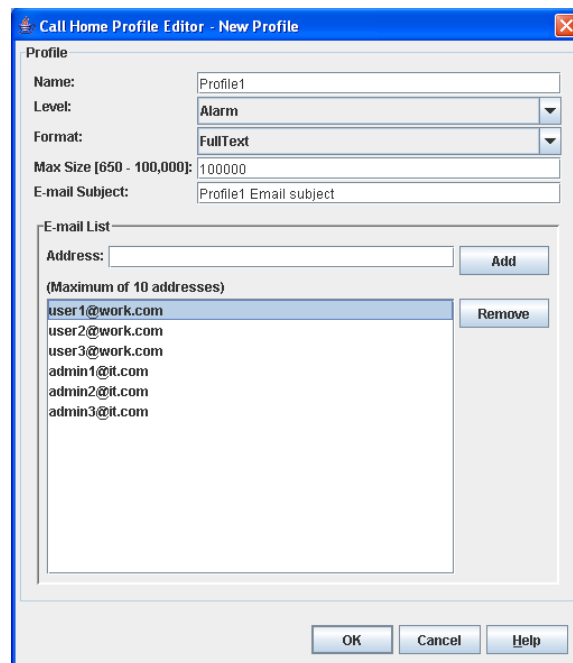 Call Home Profile Editor - New Profile
Profile
Name: Profile1
Level: Alarm
Format: FullText
Max Size [650 - 100,000]: 100000
E-mail Subject: Profile1 Email subject
E-mail List
Address: Add
(Maximum of 10 addresses)
user1@work.com Remove
user2@work.com
user3@work.com
admin1@it.com
admin2@it.com
admin3@it.com
OK Cancel Help